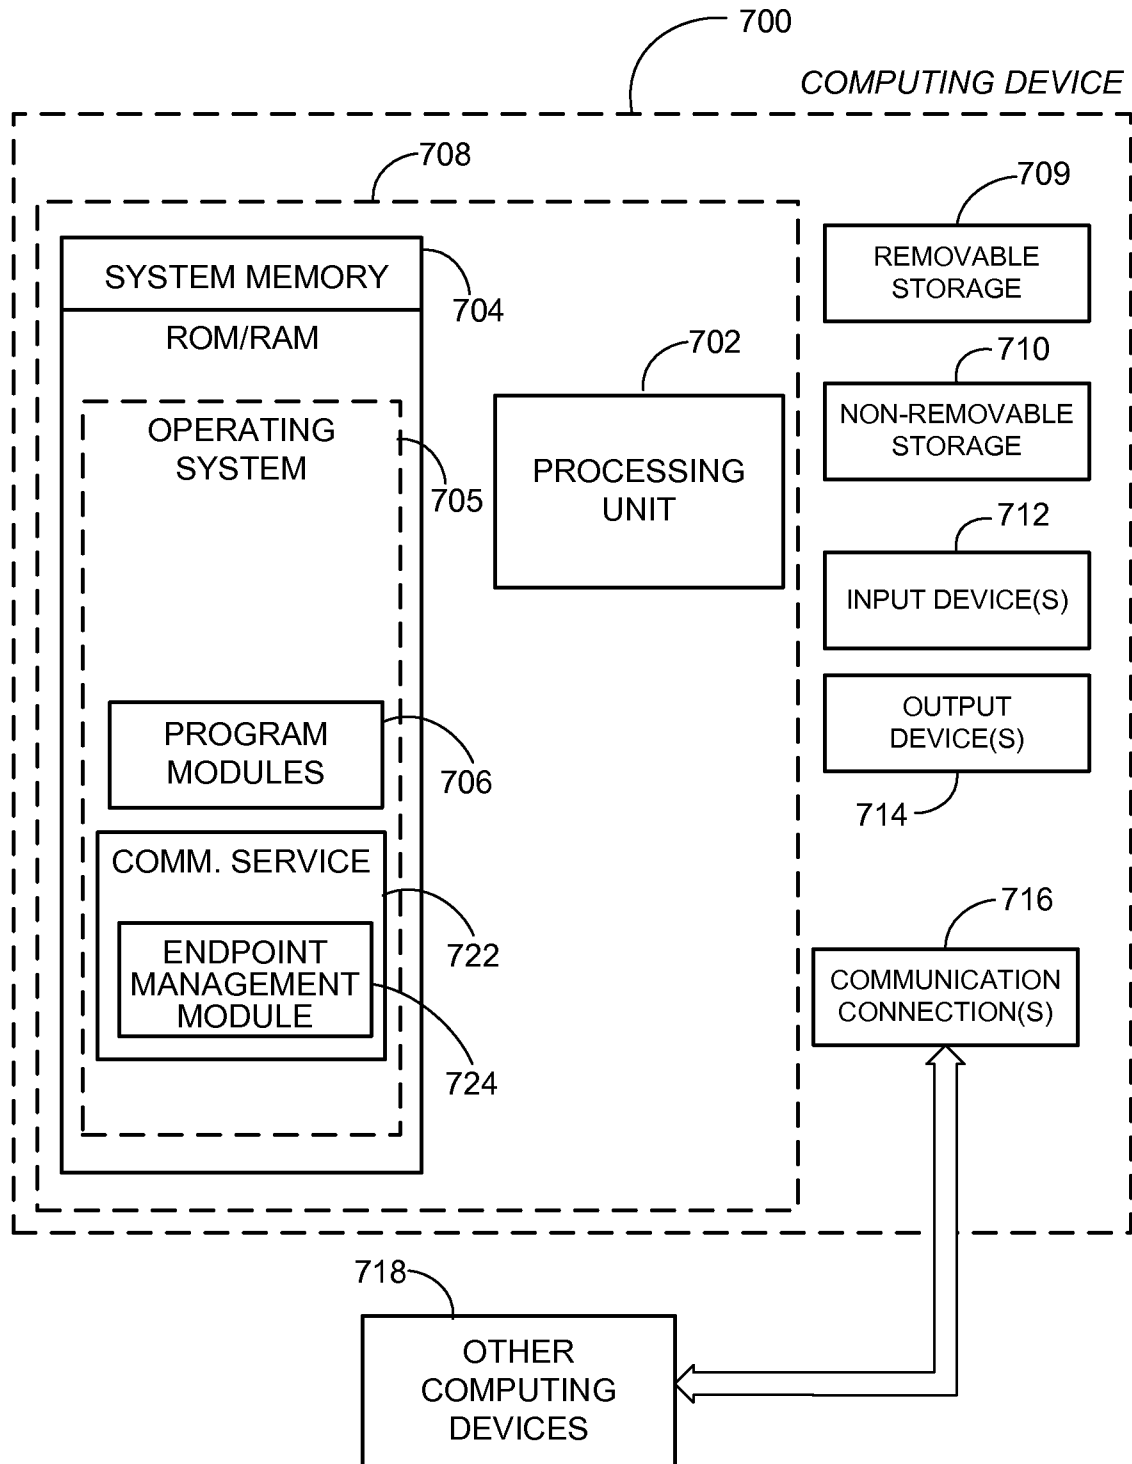 700
COMPUTING DEVICE
708
709
REMOVABLE
STORAGE
SYSTEM MEMORY
704
ROM/RAM
702
710
NON-REMOVABLE
STORAGE
OPERATING
SYSTEM
705
PROCESSING
UNIT
712
INPUT DEVICE(S)
OUTPUT
DEVICE(S)
714
PROGRAM
MODULES
706
COMM. SERVICE
722
ENDPOINT
MANAGEMENT
MODULE
724
716
COMMUNICATION
CONNECTION(S)
718
OTHER
COMPUTING
DEVICES